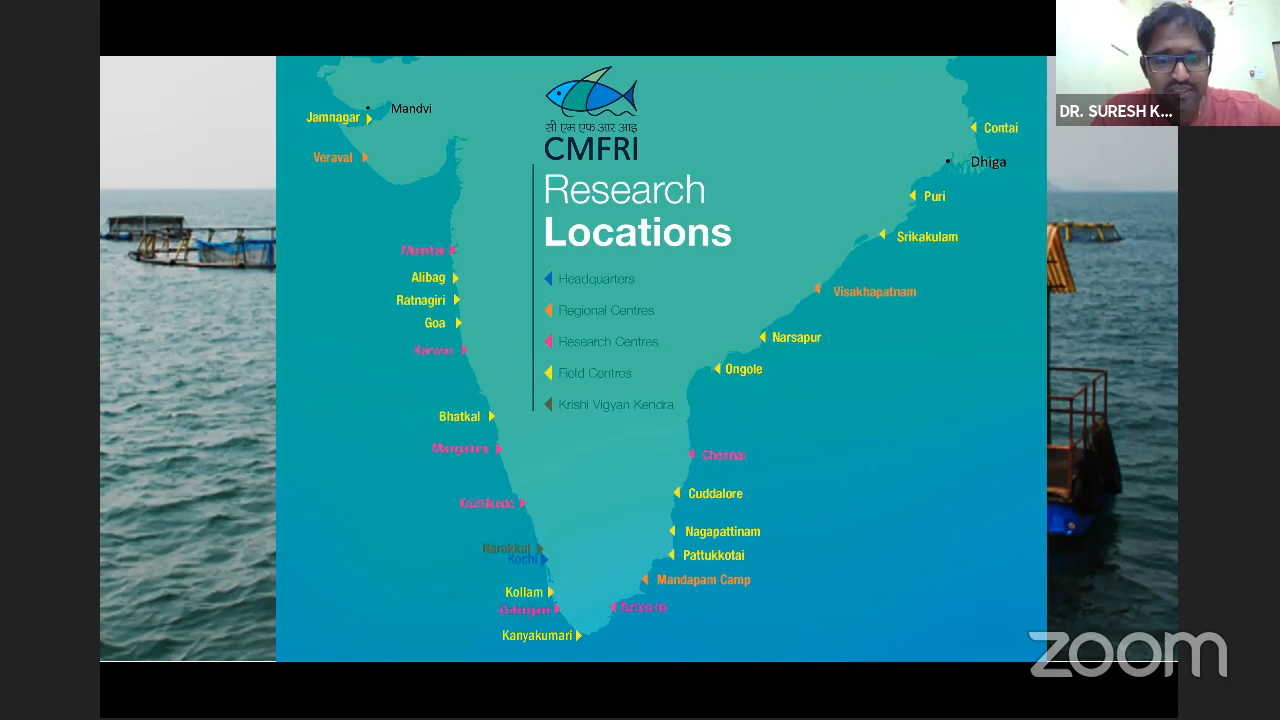 DR. SURESH K...
सी एम एफ आर आइ
CMFRI
Research
Locations
Headquarters
Regional Centres
Research Centres
Field Centres
Krishi Vigyan Kendra
Mandvi
Jamnagar
Veraval
Mumbai
Alibag
Ratnagiri
Goa
Karwar
Bhatkal
Mangalore
Kozhikode
Narakkal
Kochi
Kollam
Kanyakumari
Contai
Dhiga
Puri
Srikakulam
Visakhapatnam
Narsapur
Ongole
Chennai
Cuddalore
Nagapattinam
Pattukkotai
Mandapam Camp
zoom